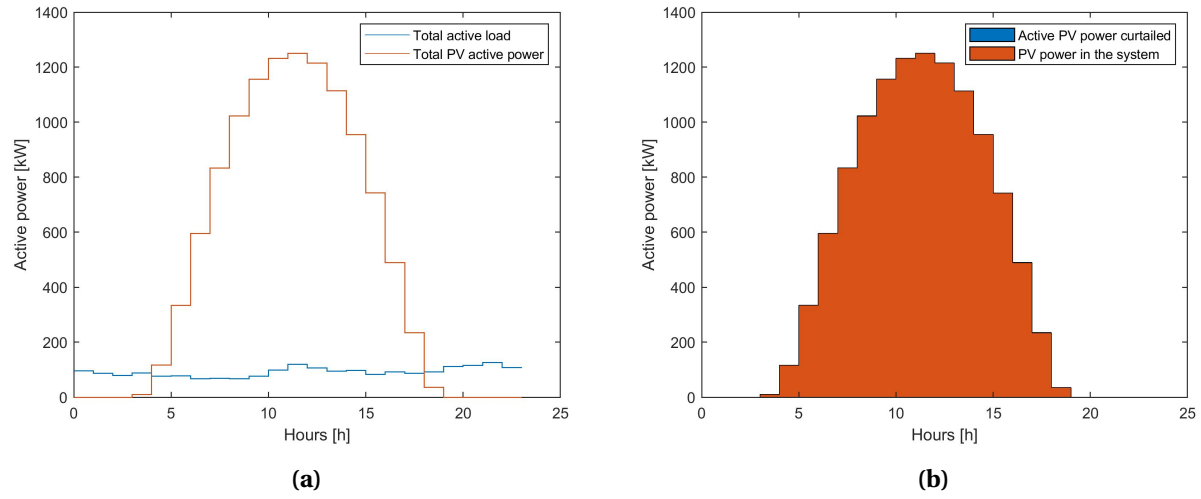 1400
1200
1000
800
600
400
200
0
Active power [kW]
Total active load
Total PV active power
0 5 10 15 20 25
Hours [h]
(a)
1400
1200
1000
800
600
400
200
0
Active power [kW]
Active PV power curtailed
PV power in the system
0 5 10 15 20 25
Hours [h]
(b)